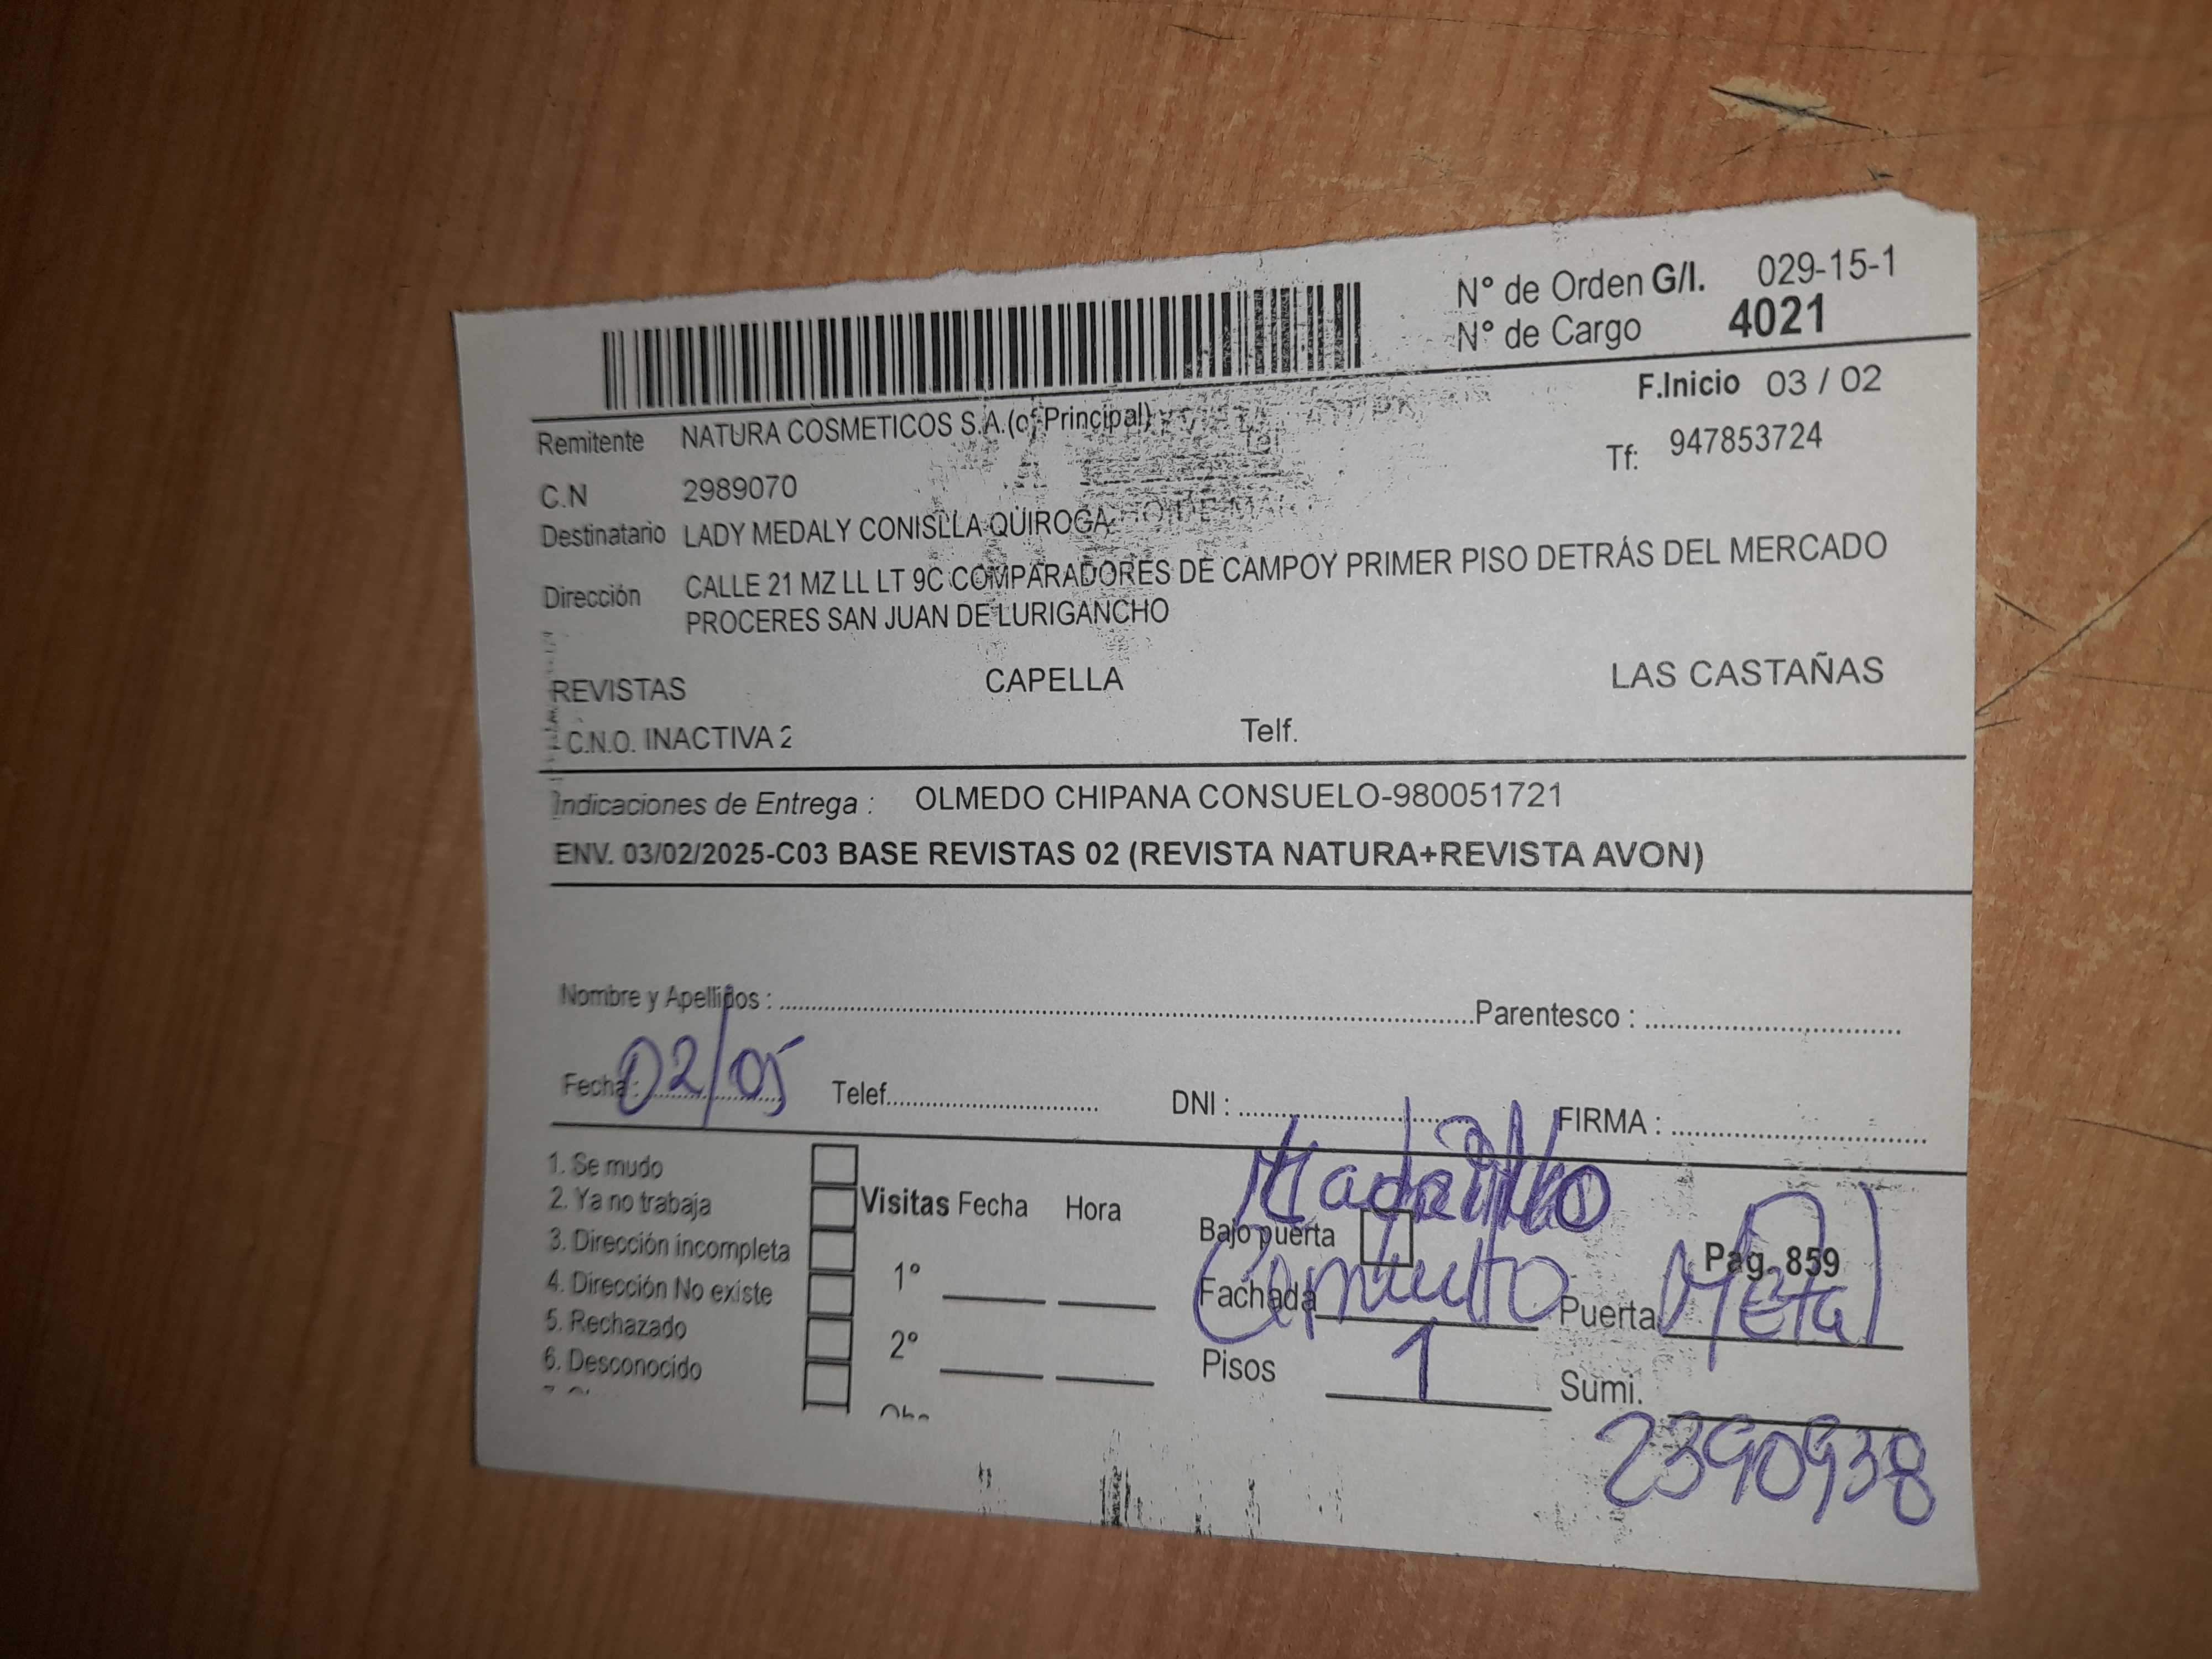 N° de Orden G/I. 029-15-1
N° de Cargo 4021
F.Inicio 03 / 02
Remitente NATURA COSMETICOS S.A.(of Principal)
Tf: 947853724
C.N 2989070
Destinatario LADY MEDALY CONISLLA QUIROGA
Dirección CALLE 21 MZ LL LT 9C COMPARADORES DE CAMPOY PRIMER PISO DETRÁS DEL MERCADO
PROCERES SAN JUAN DE LURIGANCHO
REVISTAS CAPELLA LAS CASTAÑAS
C.N.O. INACTIVA 2 Telf.
Indicaciones de Entrega : OLMEDO CHIPANA CONSUELO-980051721
ENV. 03/02/2025-C03 BASE REVISTAS 02 (REVISTA NATURA+REVISTA AVON)
Nombre y Apellidos : Parentesco :
Fecha: 02/05 Telef. DNI : FIRMA :
1. Se mudo
2. Ya no trabaja Visitas Fecha Hora
3. Dirección incompleta Bajo puerta Pag. 859
4. Dirección No existe 1° Fachada Puerta Metal
5. Rechazado
6. Desconocido 2° Pisos 1 Sumi.
2390938